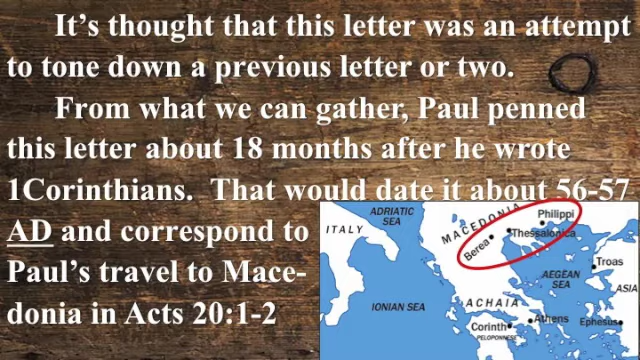 It’s thought that this letter was an attempt
to tone down a previous letter or two.
From what we can gather, Paul penned
this letter about 18 months after he wrote
1Corinthians.  That would date it about 56-57
AD and correspond to
Paul’s travel to Mace-
donia in Acts 20:1-2
ADRIATIC
SEA
ITALY
MACEDONIA
Philippi
Thessalonica
Berea
Troas
AEGEAN
SEA
ASIA
IONIAN SEA
ACHAIA
Athens
Corinth
Ephesus
PELOPONNESE